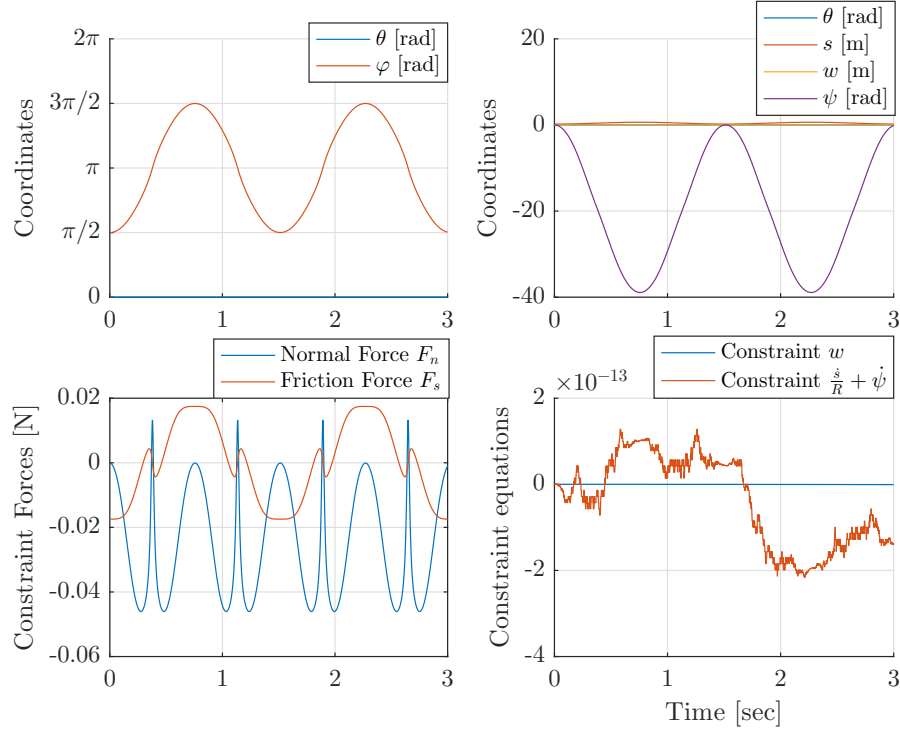 2π
3π/2
π
π/2
0
0
1
2
3
Coordinates
θ [rad]
φ [rad]
20
0
-20
-40
0
1
2
3
Coordinates
θ [rad]
s [m]
w [m]
ψ [rad]
0.02
0
-0.02
-0.04
-0.06
0
1
2
3
Constraint Forces [N]
Normal Force Fₙ
Friction Force Fₛ
×10⁻¹³
2
0
-2
-4
0
1
2
3
Constraint equations
Time [sec]
Constraint w
Constraint ṡ/R + ψ̇